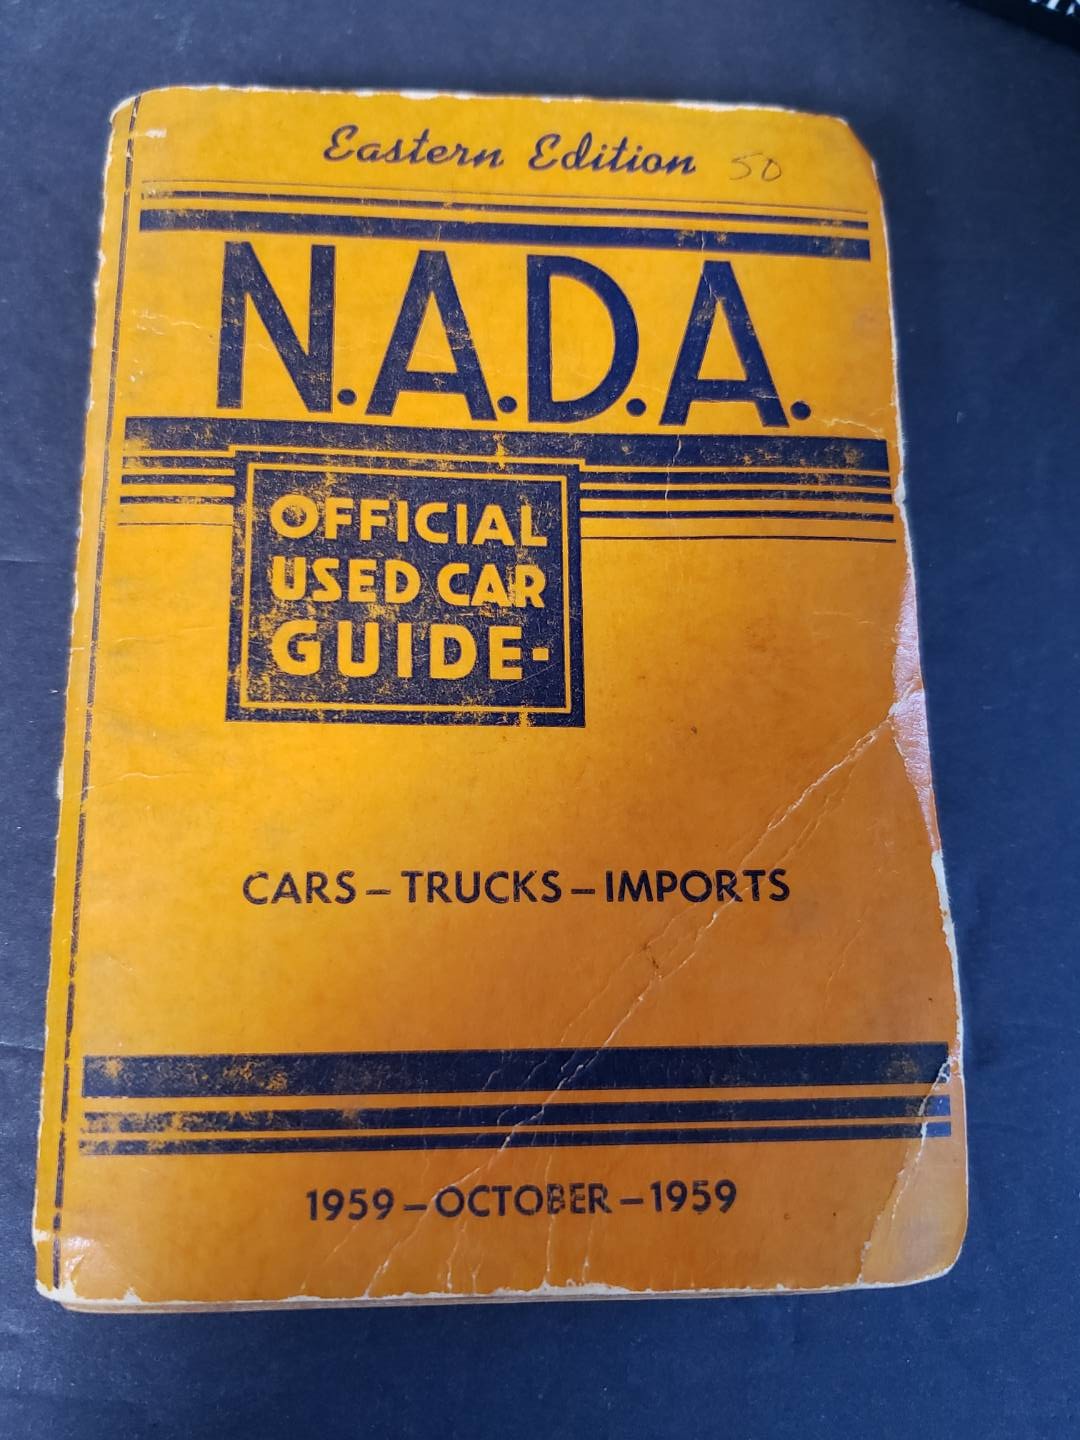 Eastern Edition 50
N.A.D.A.
OFFICIAL
USED CAR
GUIDE-
CARS – TRUCKS – IMPORTS
1959 – OCTOBER – 1959